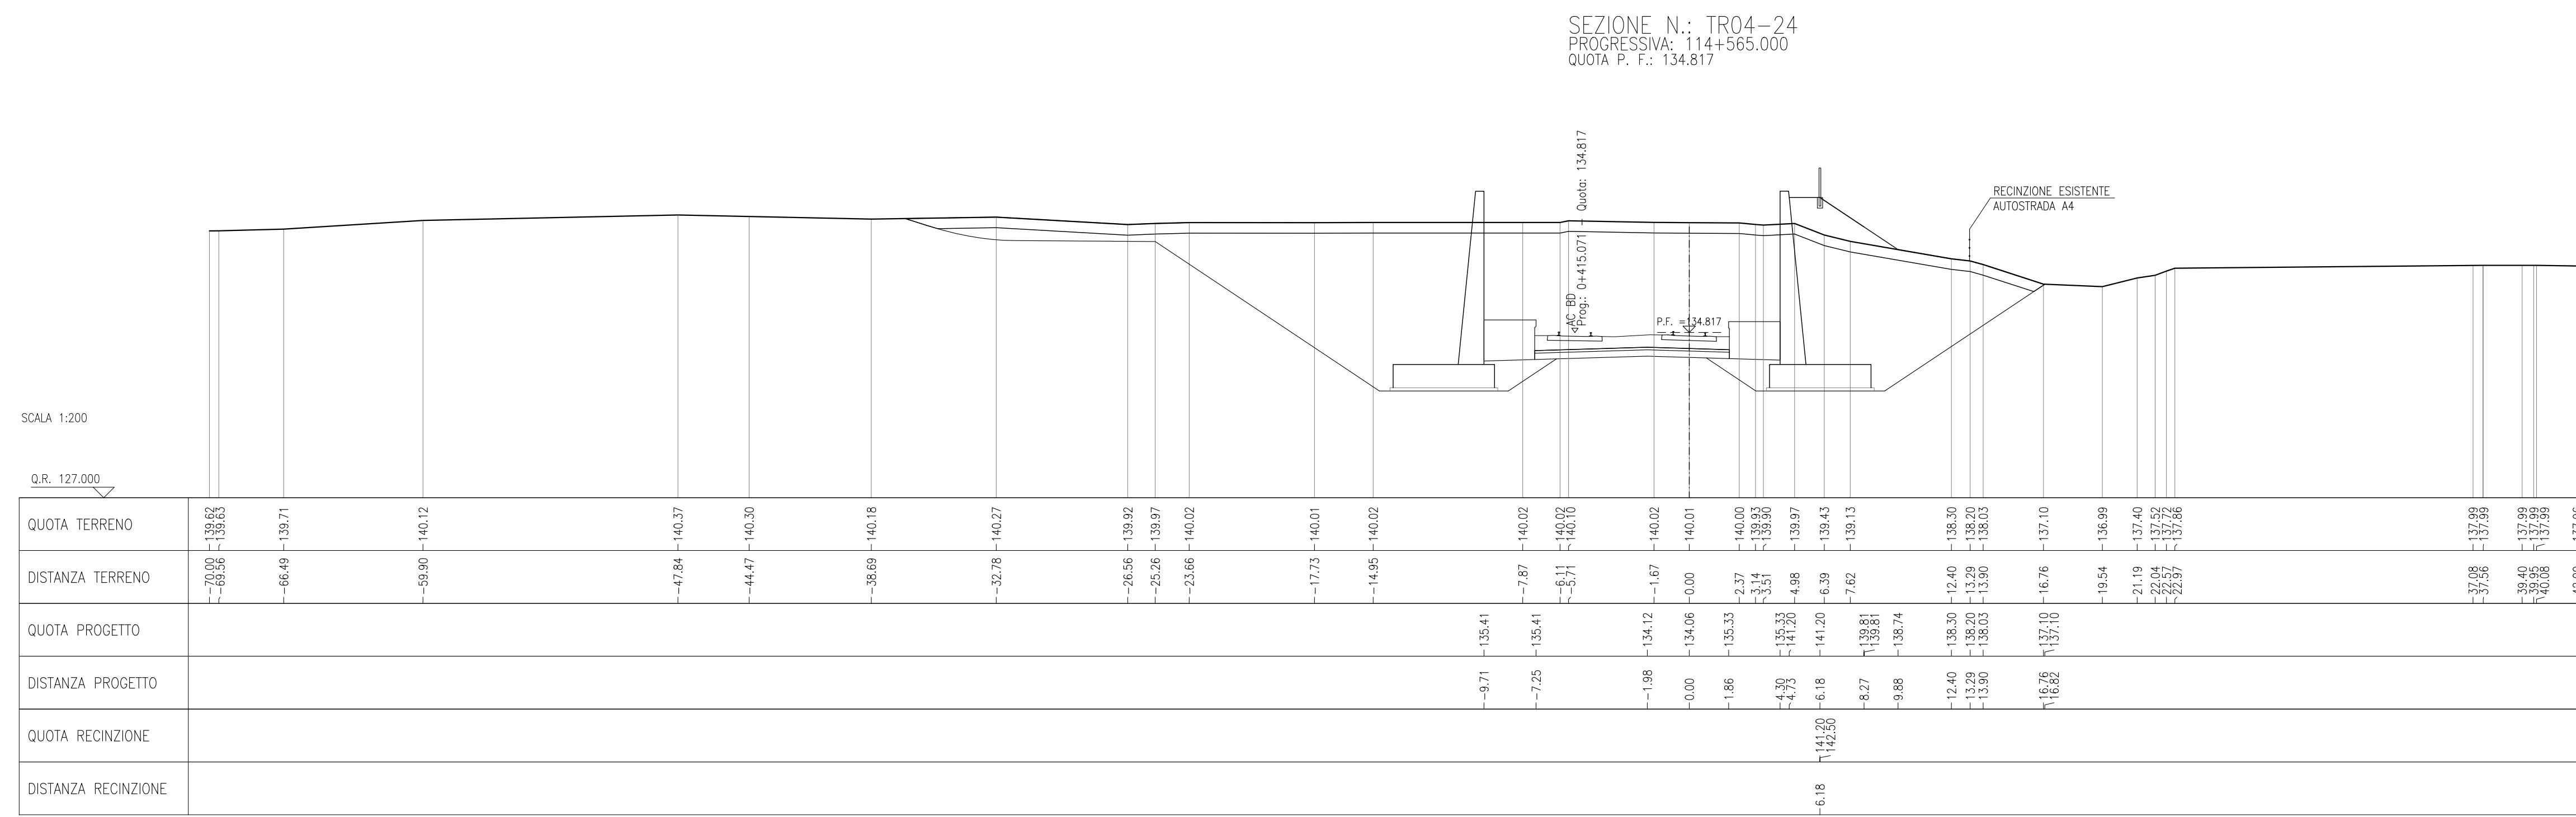 SEZIONE N.: TR04-24
PROGRESSIVA: 114+565.000
QUOTA P. F.: 134.817
AC BD
Prog.: 0+415.071 - Quota: 134.817
P.F. =134.817
RECINZIONE ESISTENTE
AUTOSTRADA A4
SCALA 1:200
Q.R. 127.000
QUOTA TERRENO 139.62 139.63 139.71 140.12 140.37 140.30 140.18 140.27 139.92 139.97 140.02 140.01 140.02 140.02 140.02 140.10 140.02 140.01 140.00 139.93 139.90 139.97 139.43 139.13 138.30 138.20 138.03 137.10 136.99 137.40 137.52 137.72 137.86 137.99 137.99 137.99 137.99 137.99
DISTANZA TERRENO -70.00 -69.56 -66.49 -59.90 -47.84 -44.47 -38.69 -32.78 -26.56 -25.26 -23.66 -17.73 -14.95 -7.87 -6.11 -5.71 -1.67 0.00 2.37 3.14 3.51 4.98 6.39 7.62 12.40 13.29 13.90 16.76 19.54 21.19 22.04 22.57 22.97 37.08 37.56 39.40 39.95 40.08
QUOTA PROGETTO 135.41 135.41 134.12 134.06 135.33 135.33 141.20 141.20 139.81 139.81 138.74 138.30 138.20 138.03 137.10 137.10
DISTANZA PROGETTO -9.71 -7.25 -1.98 0.00 1.86 4.30 4.73 6.18 8.27 9.88 12.40 13.29 13.90 16.76 16.82
QUOTA RECINZIONE 141.20 142.50
DISTANZA RECINZIONE 6.18